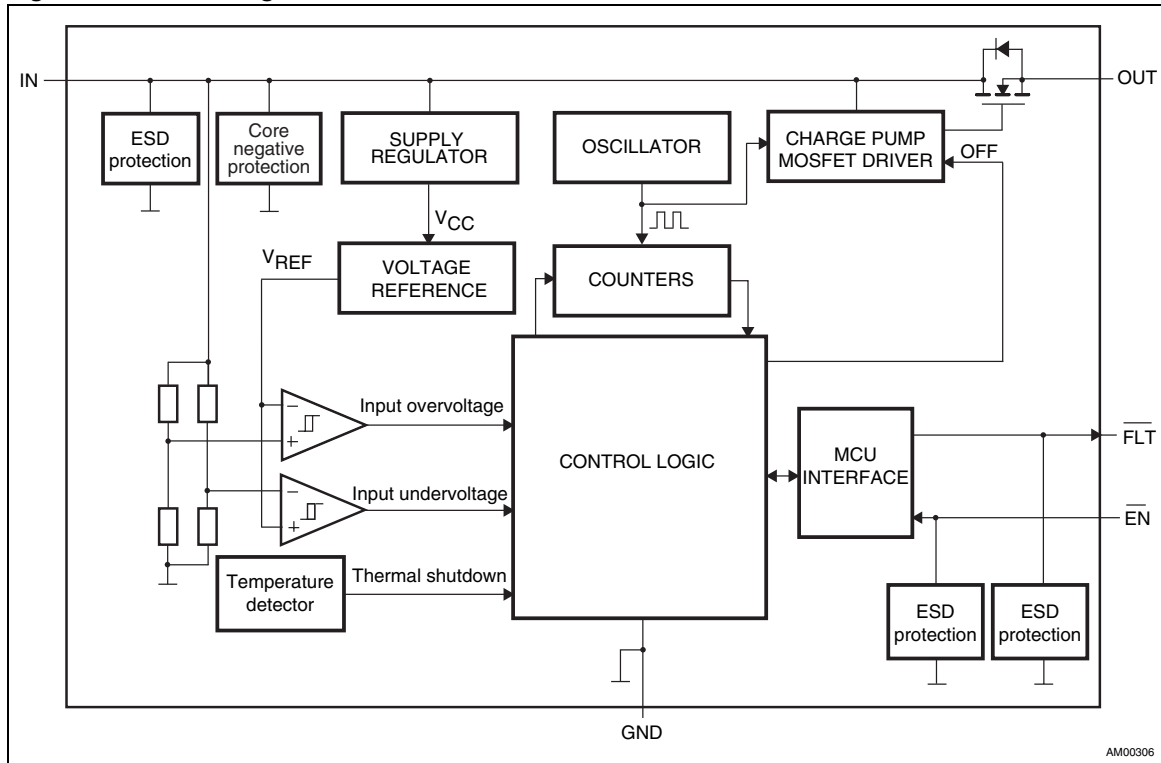 IN
OUT
ESD
protection
Core
negative
protection
SUPPLY
REGULATOR
OSCILLATOR
CHARGE PUMP
MOSFET DRIVER
OFF
VCC
VREF
VOLTAGE
REFERENCE
COUNTERS
−
+
Input overvoltage
−
+
Input undervoltage
CONTROL LOGIC
MCU
INTERFACE
FLT
EN
Temperature
detector
Thermal shutdown
ESD
protection
ESD
protection
GND
AM00306